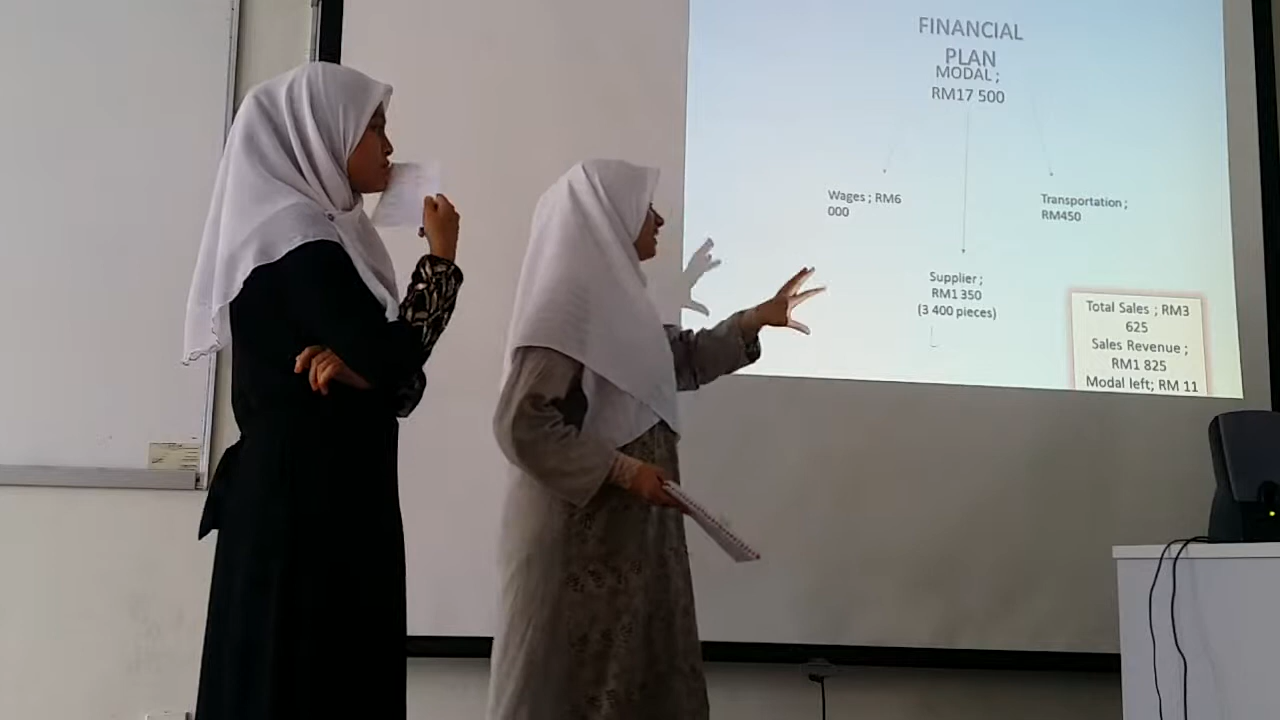 FINANCIAL
PLAN
MODAL ;
RM17 500
Wages ; RM6
000
Transportation ;
RM450
Supplier ;
RM1 350
(3 400 pieces)
Total Sales ; RM3
625
Sales Revenue ;
RM1 825
Modal left; RM 11